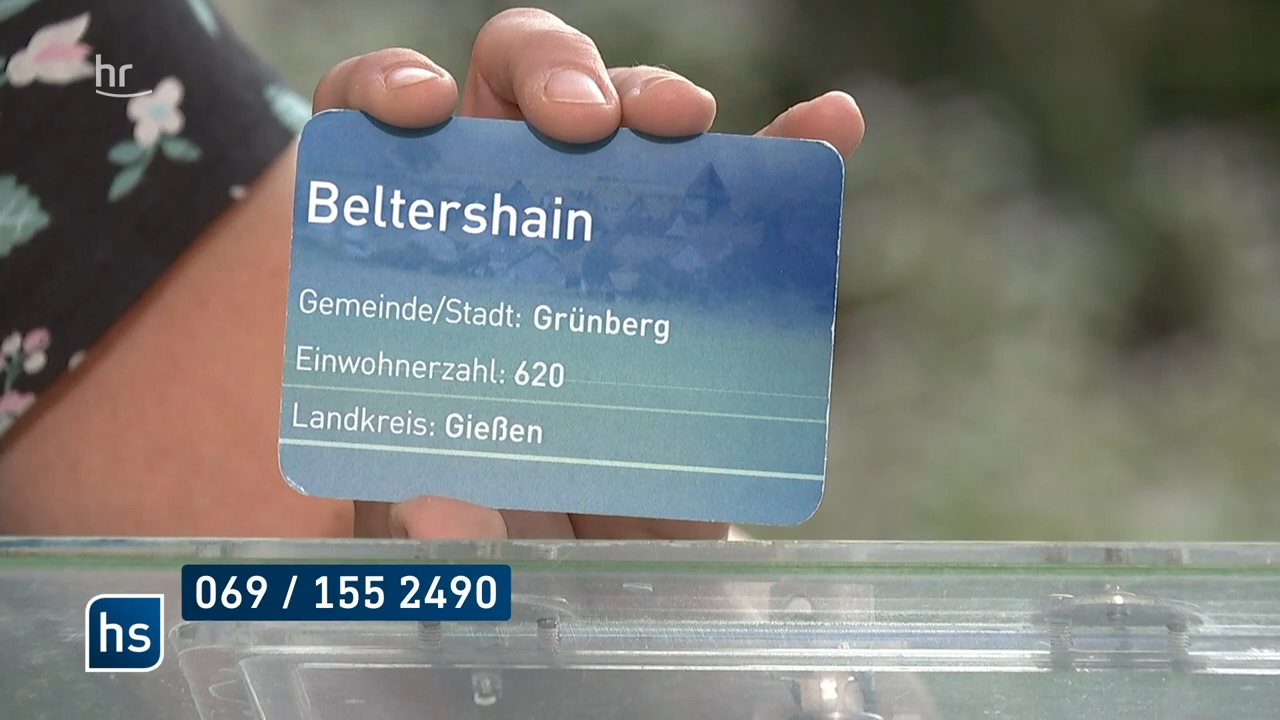 hr
Beltershain
Gemeinde/Stadt: Grünberg
Einwohnerzahl: 620
Landkreis: Gießen
069 / 155 2490
hs